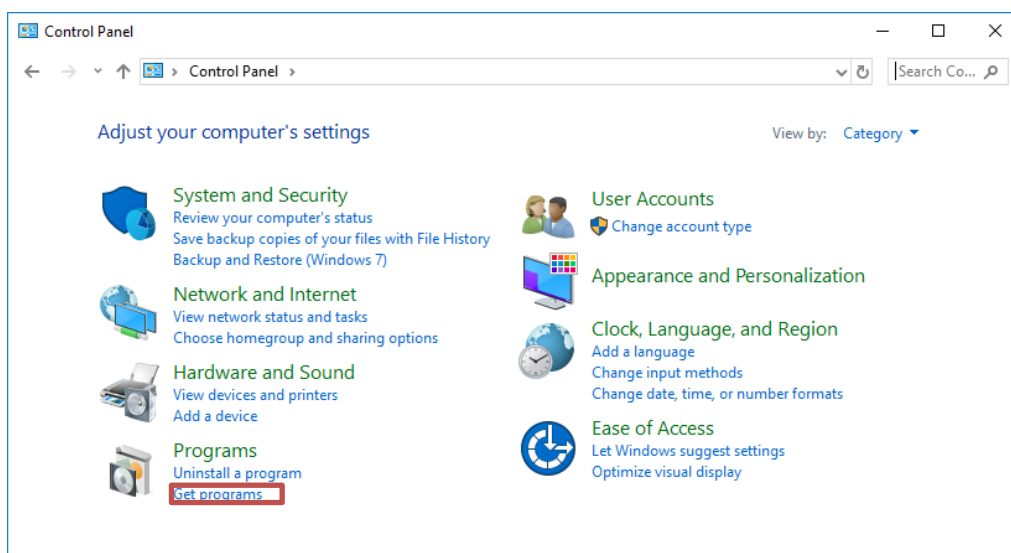 Control Panel
Control Panel
Search Co...
Adjust your computer's settings
View by: Category
System and Security
Review your computer's status
Save backup copies of your files with File History
Backup and Restore (Windows 7)
Network and Internet
View network status and tasks
Choose homegroup and sharing options
Hardware and Sound
View devices and printers
Add a device
Programs
Uninstall a program
Get programs
User Accounts
Change account type
Appearance and Personalization
Clock, Language, and Region
Add a language
Change input methods
Change date, time, or number formats
Ease of Access
Let Windows suggest settings
Optimize visual display